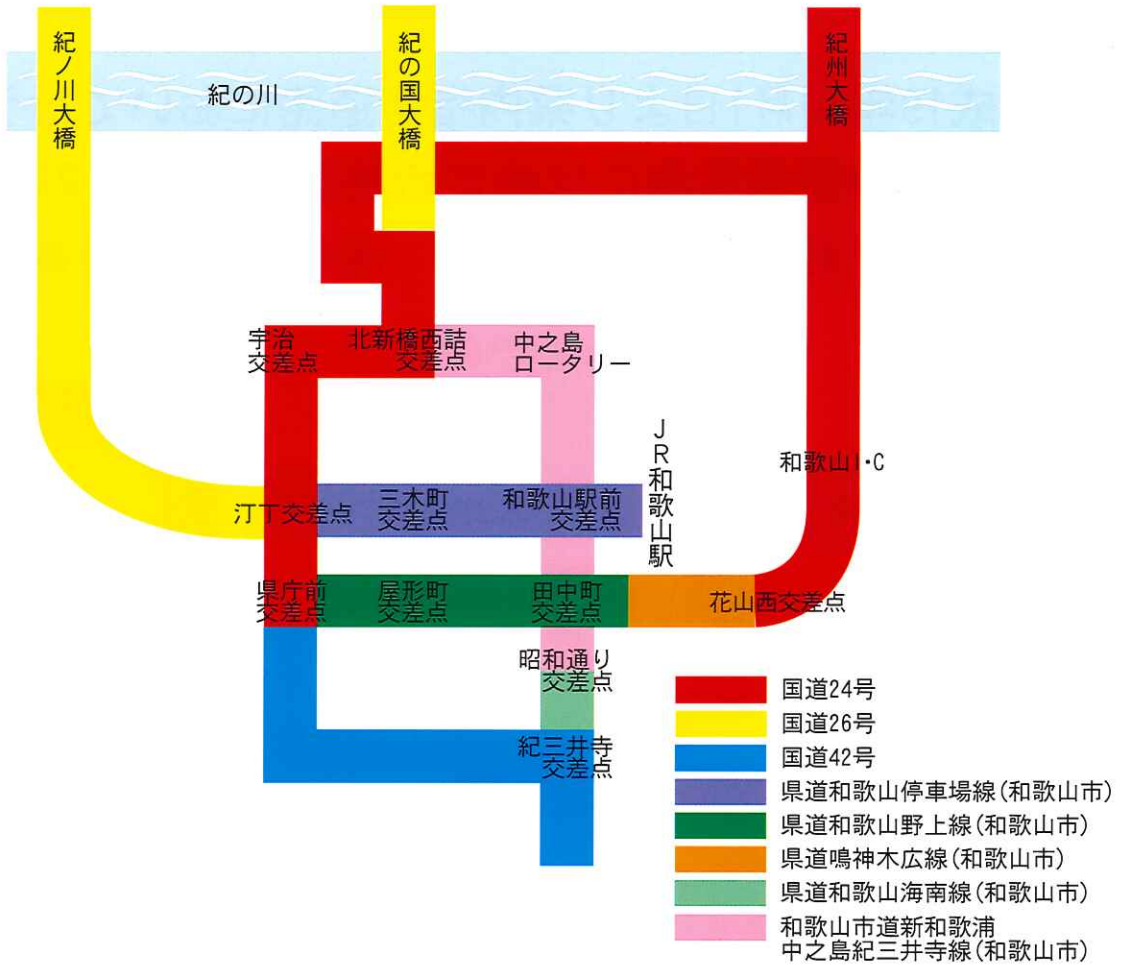 紀ノ川大橋
紀の国大橋
紀州大橋
紀の川
宇治
交差点
北新橋西詰
交差点
中之島
ロータリー
JR和歌山駅
和歌山I・C
汀丁交差点
三木町
交差点
和歌山駅前
交差点
県庁前
交差点
屋形町
交差点
田中町
交差点
花山西交差点
昭和通り
交差点
紀三井寺
交差点
国道24号
国道26号
国道42号
県道和歌山停車場線(和歌山市)
県道和歌山野上線(和歌山市)
県道鳴神木広線(和歌山市)
県道和歌山海南線(和歌山市)
和歌山市道新和歌浦
中之島紀三井寺線(和歌山市)